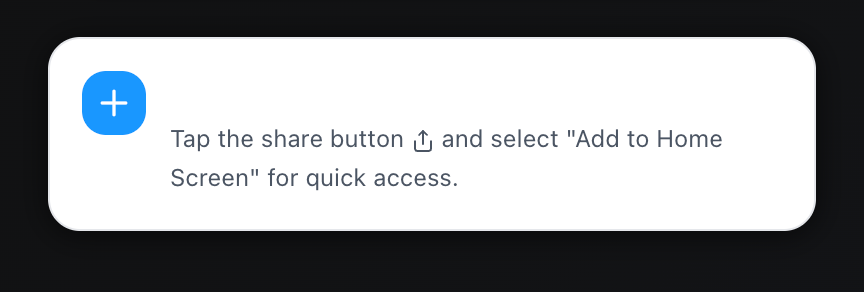 Tap the share button and select "Add to Home
Screen" for quick access.